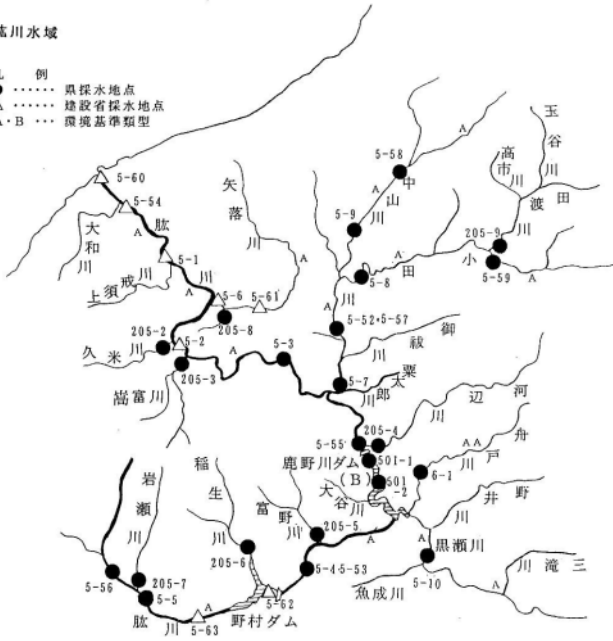 川水域
例
● …… 県採水地点
△ …… 建設省採水地点
A・B … 環境基準類型
5-60
5-54
大和川
A
肱川
5-1
上須戒川
A
矢落川
A
5-6
5-61
205-8
205-2
5-2
久米川
205-3
嵩富川
A
5-3
5-58
A
中山川
A
5-9
高市川
玉谷川
渡
田
205-9
小田川
A
5-59
A
5-8
5-52・5-57
御祓川
5-7
太郎
粟
川
河辺川
5-55
205-4
鹿野川ダム
501-1
(B)
501-2
大谷川
AA
舟戸川
6-1
野井川
A
黒瀬川
5-10
魚成川
A
三滝川
岩瀬川
稲生川
富野川
205-5
205-6
A
5-4・5-53
5-56
205-7
5-5
5-62
A
肱川
5-63
野村ダム